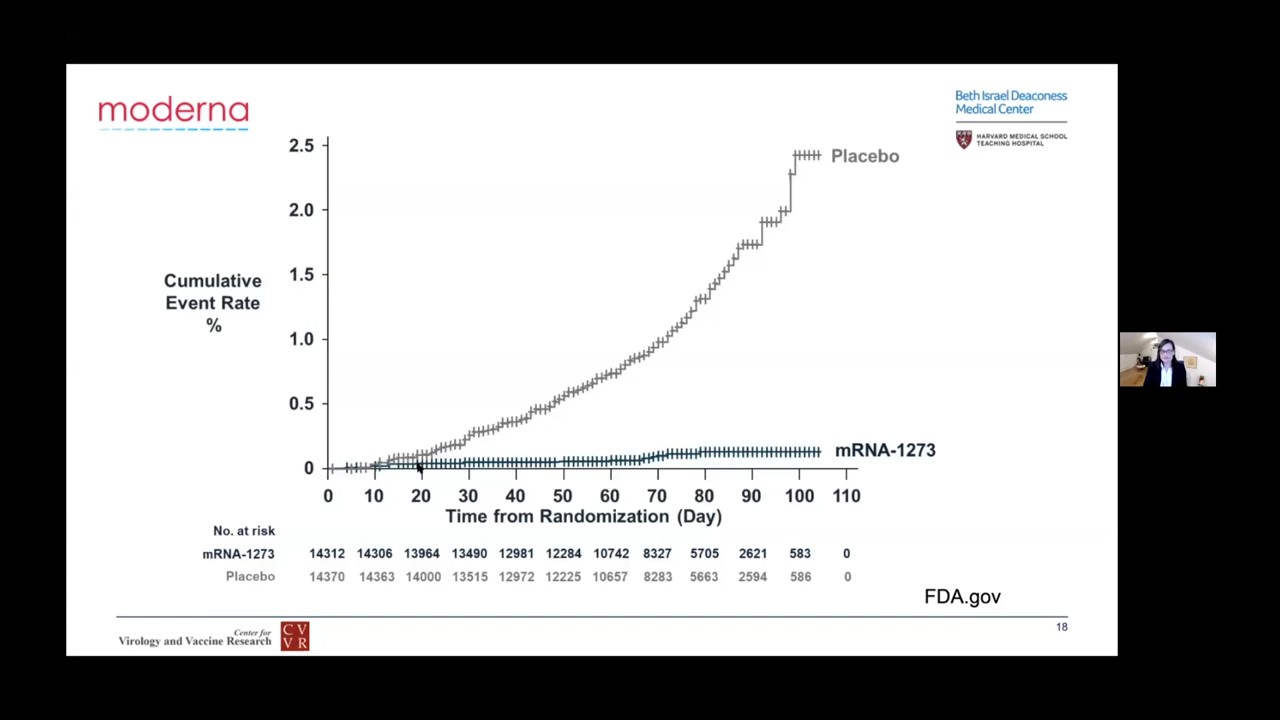 moderna
Beth Israel Deaconess
Medical Center
HARVARD MEDICAL SCHOOL
TEACHING HOSPITAL
2.5
2.0
1.5
1.0
0.5
0
Cumulative
Event Rate
%
Placebo
mRNA-1273
0 10 20 30 40 50 60 70 80 90 100 110
Time from Randomization (Day)
No. at risk
mRNA-1273 14312 14306 13964 13490 12981 12284 10742 8327 5705 2621 583 0
Placebo 14370 14363 14000 13515 12972 12225 10657 8283 5663 2594 586 0
FDA.gov
18
Center for
Virology and Vaccine Research
C V
V R